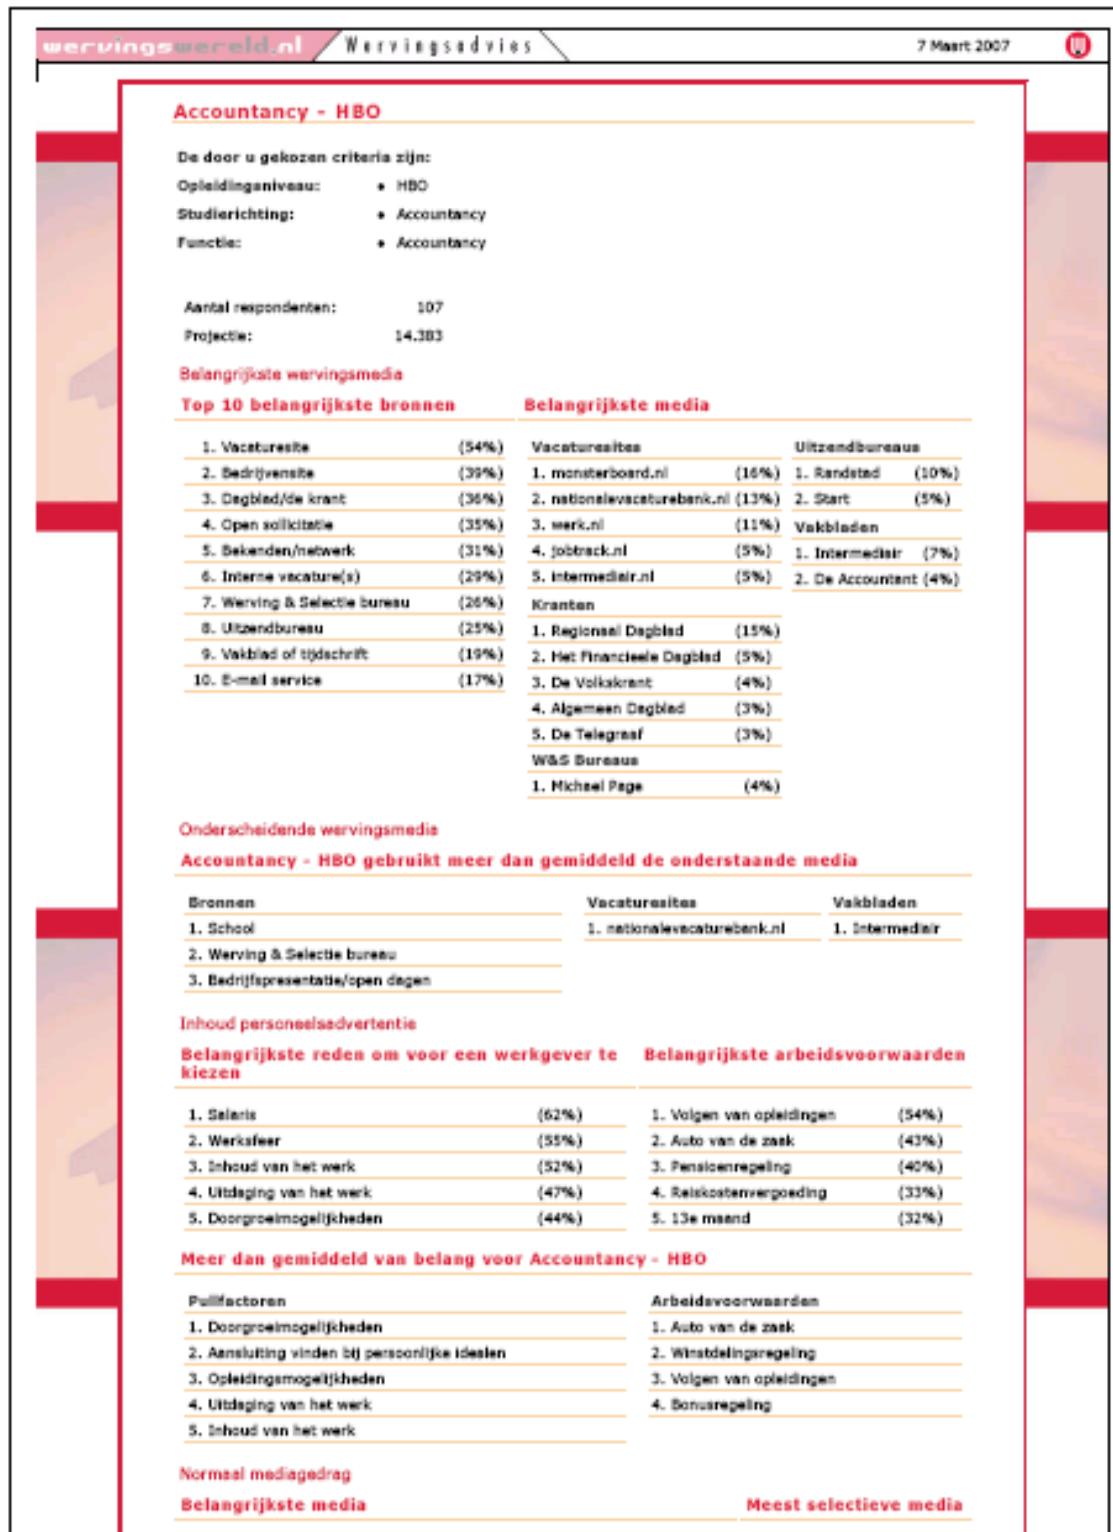 wervingswereld.nl
Wervingsadvies
7 Maart 2007
Accountancy - HBO
De door u gekozen criteria zijn:
Opleidingsniveau: • HBO
Studierichting: • Accountancy
Functie: • Accountancy
Aantal respondenten: 107
Projectie: 14.383
Belangrijkste wervingsmedia
Top 10 belangrijkste bronnen
1. Vacaturesite (54%)
2. Bedrijvensite (39%)
3. Dagblad/de krant (36%)
4. Open sollicitatie (35%)
5. Bekenden/netwerk (31%)
6. Interne vacature(s) (29%)
7. Werving & Selectie bureau (26%)
8. Uitzendbureau (25%)
9. Vakblad of tijdschrift (19%)
10. E-mail service (17%)
Belangrijkste media
Vacaturesites
1. monsterboard.nl (16%)
2. nationalevacaturebank.nl (13%)
3. werk.nl (11%)
4. jobtrack.nl (5%)
5. intermediair.nl (5%)
Kranten
1. Regionaal Dagblad (15%)
2. Het Financieele Dagblad (5%)
3. De Volkskrant (4%)
4. Algemeen Dagblad (3%)
5. De Telegraaf (3%)
W&S Bureaus
1. Michael Page (4%)
Uitzendbureaus
1. Randstad (10%)
2. Start (5%)
Vakbladen
1. Intermediair (7%)
2. De Accountant (4%)
Onderscheidende wervingsmedia
Accountancy - HBO gebruikt meer dan gemiddeld de onderstaande media
Bronnen
1. School
2. Werving & Selectie bureau
3. Bedrijfspresentatie/open dagen
Vacaturesites
1. nationalevacaturebank.nl
Vakbladen
1. Intermediair
Inhoud personeelsadvertentie
Belangrijkste reden om voor een werkgever te
kiezen
1. Salaris (62%)
2. Werksfeer (55%)
3. Inhoud van het werk (52%)
4. Uitdaging van het werk (47%)
5. Doorgroeimogelijkheden (44%)
Belangrijkste arbeidsvoorwaarden
1. Volgen van opleidingen (54%)
2. Auto van de zaak (43%)
3. Pensioenregeling (40%)
4. Reiskostenvergoeding (33%)
5. 13e maand (32%)
Meer dan gemiddeld van belang voor Accountancy - HBO
Pullfactoren
1. Doorgroeimogelijkheden
2. Aansluiting vinden bij persoonlijke idealen
3. Opleidingsmogelijkheden
4. Uitdaging van het werk
5. Inhoud van het werk
Arbeidsvoorwaarden
1. Auto van de zaak
2. Winstdelingsregeling
3. Volgen van opleidingen
4. Bonusregeling
Normaal mediagedrag
Belangrijkste media
Meest selectieve media